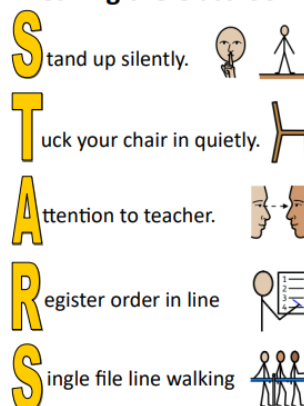 Stand up silently.
Tuck your chair in quietly.
Attention to teacher.
Register order in line
Single file line walking